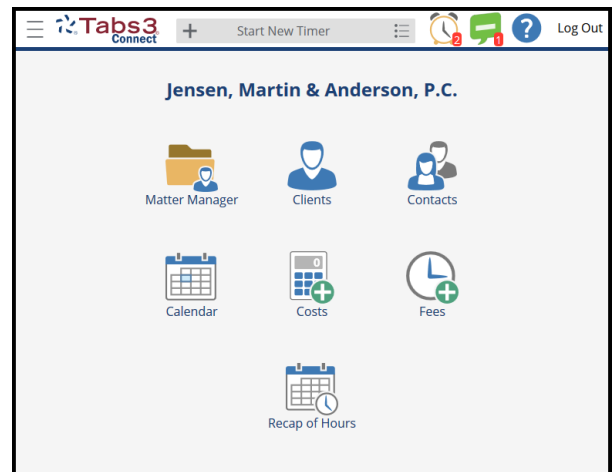 Tabs3
Connect
+ Start New Timer
2
1
?
Log Out
Jensen, Martin & Anderson, P.C.
Matter Manager
Clients
Contacts
0
Calendar
Costs
Fees
Recap of Hours